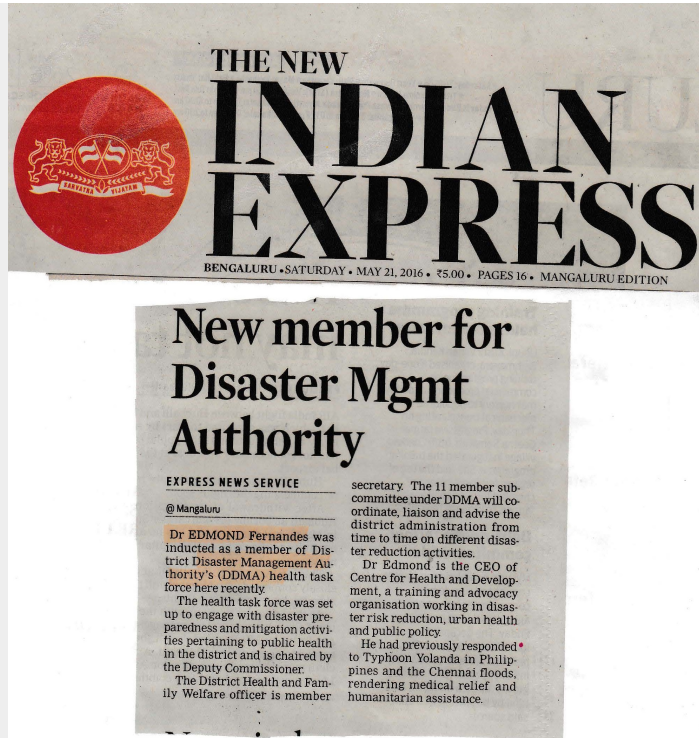 THE NEW
INDIAN
EXPRESS
SARVATRA VIJAYAM
BENGALURU • SATURDAY • MAY 21, 2016 • ₹5.00 • PAGES 16 • MANGALURU EDITION
New member for
Disaster Mgmt
Authority
EXPRESS NEWS SERVICE
@ Mangaluru
Dr EDMOND Fernandes was
inducted as a member of Dis-
trict Disaster Management Au-
thority's (DDMA) health task
force here recently.
The health task force was set
up to engage with disaster pre-
paredness and mitigation activi-
ties pertaining to public health
in the district and is chaired by
the Deputy Commissioner.
The District Health and Fam-
ily Welfare officer is member
secretary. The 11 member sub-
committee under DDMA will co-
ordinate, liaison and advise the
district administration from
time to time on different disas-
ter reduction activities.
Dr Edmond is the CEO of
Centre for Health and Develop-
ment, a training and advocacy
organisation working in disas-
ter risk reduction, urban health
and public policy.
He had previously responded
to Typhoon Yolanda in Philip-
pines and the Chennai floods,
rendering medical relief and
humanitarian assistance.